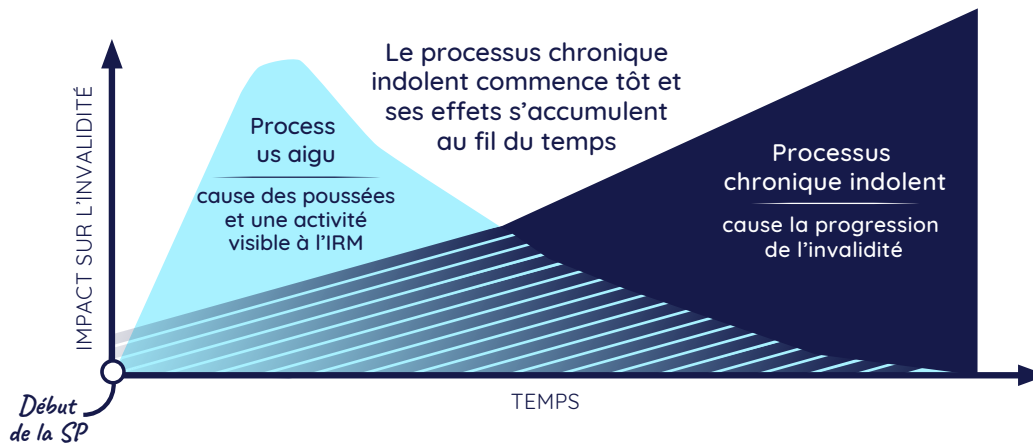 Le processus chronique
indolent commence tôt et
ses effets s’accumulent
au fil du temps
IMPACT SUR L’INVALIDITÉ
Process
us aigu
cause des poussées
et une activité
visible à l’IRM
Processus
chronique indolent
cause la progression
de l’invalidité
TEMPS
Début
de la SP